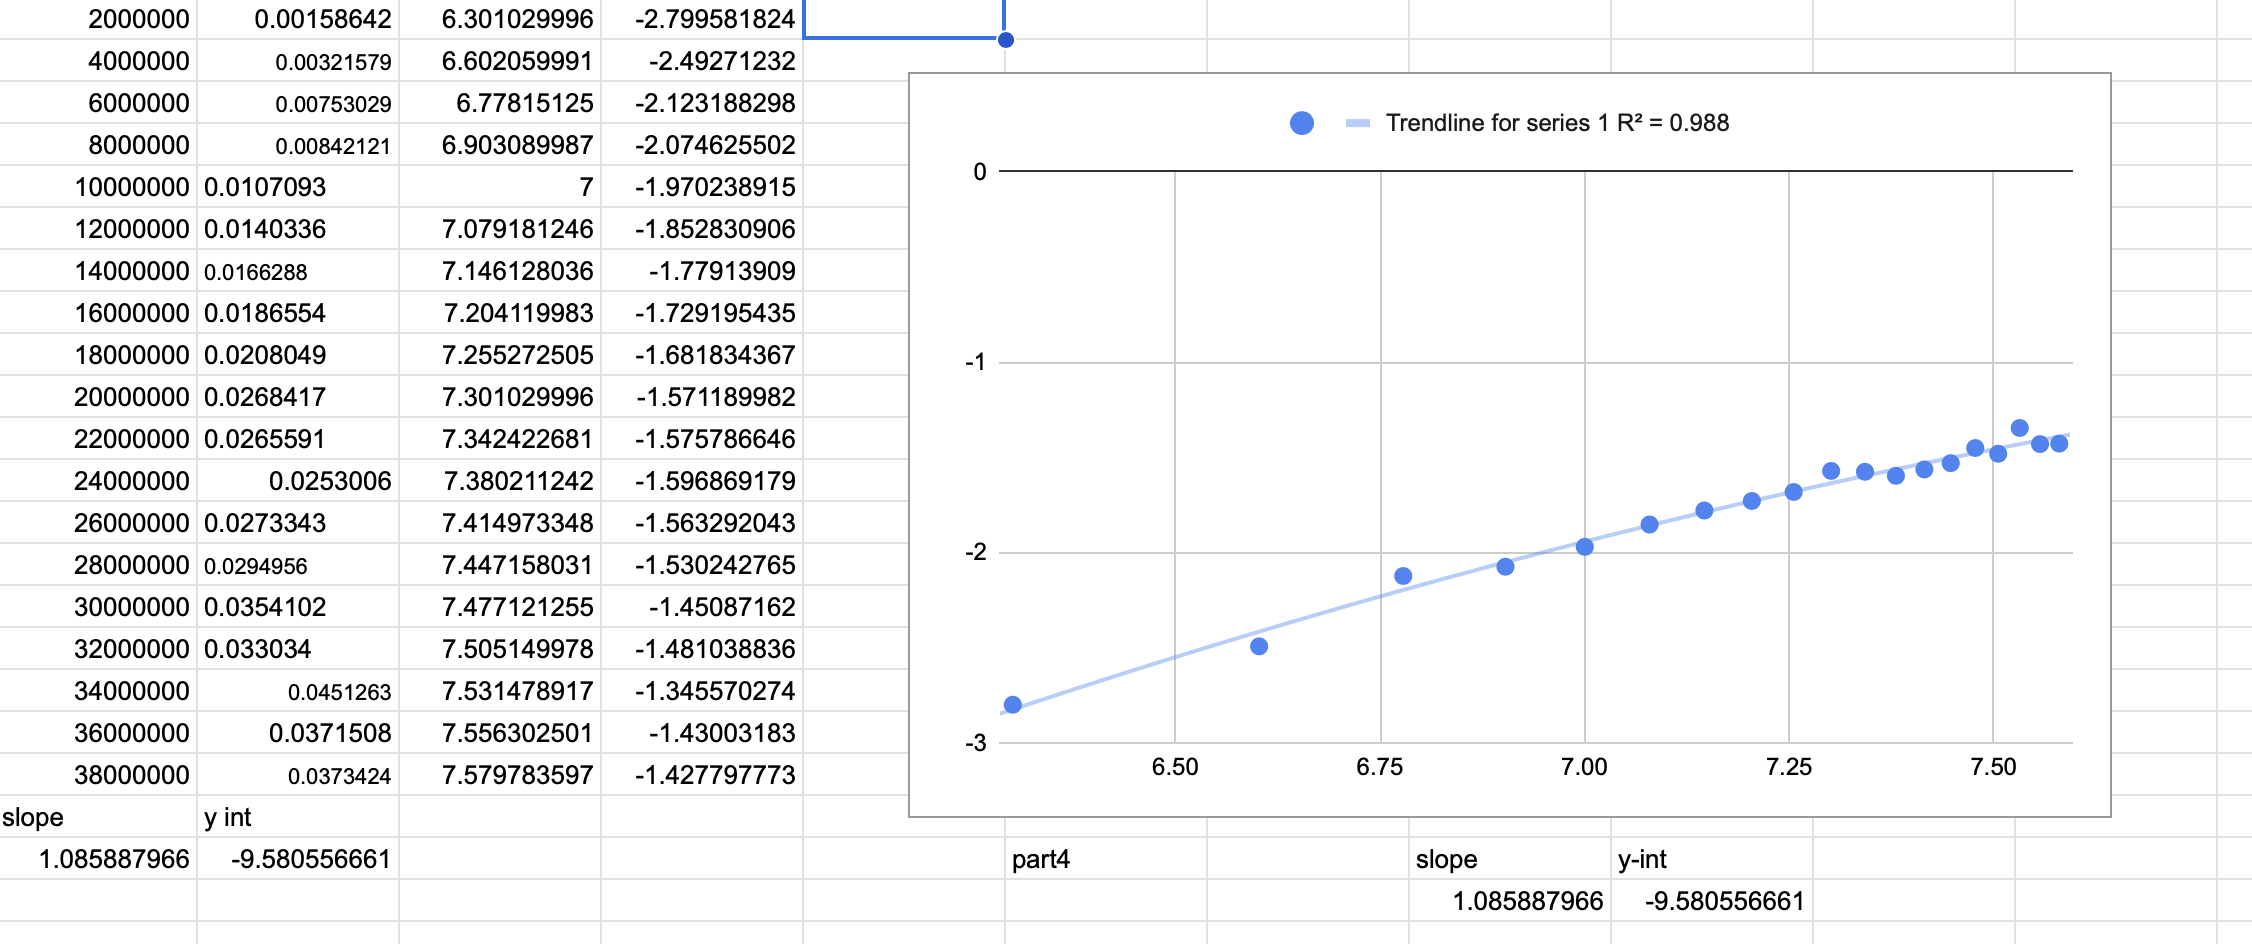 2000000 0.00158642 6.301029996 -2.799581824
4000000 0.00321579 6.602059991 -2.49271232
6000000 0.00753029 6.77815125 -2.123188298
8000000 0.00842121 6.903089987 -2.074625502
10000000 0.0107093 7 -1.970238915
12000000 0.0140336 7.079181246 -1.852830906
14000000 0.0166288 7.146128036 -1.77913909
16000000 0.0186554 7.204119983 -1.729195435
18000000 0.0208049 7.255272505 -1.681834367
20000000 0.0268417 7.301029996 -1.571189982
22000000 0.0265591 7.342422681 -1.575786646
24000000 0.0253006 7.380211242 -1.596869179
26000000 0.0273343 7.414973348 -1.563292043
28000000 0.0294956 7.447158031 -1.530242765
30000000 0.0354102 7.477121255 -1.45087162
32000000 0.033034 7.505149978 -1.481038836
34000000 0.0451263 7.531478917 -1.345570274
36000000 0.0371508 7.556302501 -1.43003183
38000000 0.0373424 7.579783597 -1.427797773
slope y int
1.085887966 -9.580556661
Trendline for series 1 R² = 0.988
0
-1
-2
-3
6.50 6.75 7.00 7.25 7.50
part4 slope y-int
1.085887966 -9.580556661